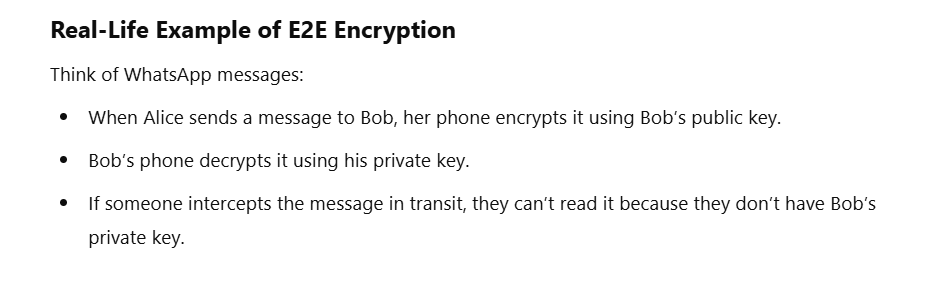 Real-Life Example of E2E Encryption
Think of WhatsApp messages:
• When Alice sends a message to Bob, her phone encrypts it using Bob’s public key.
• Bob’s phone decrypts it using his private key.
• If someone intercepts the message in transit, they can’t read it because they don’t have Bob’s
private key.